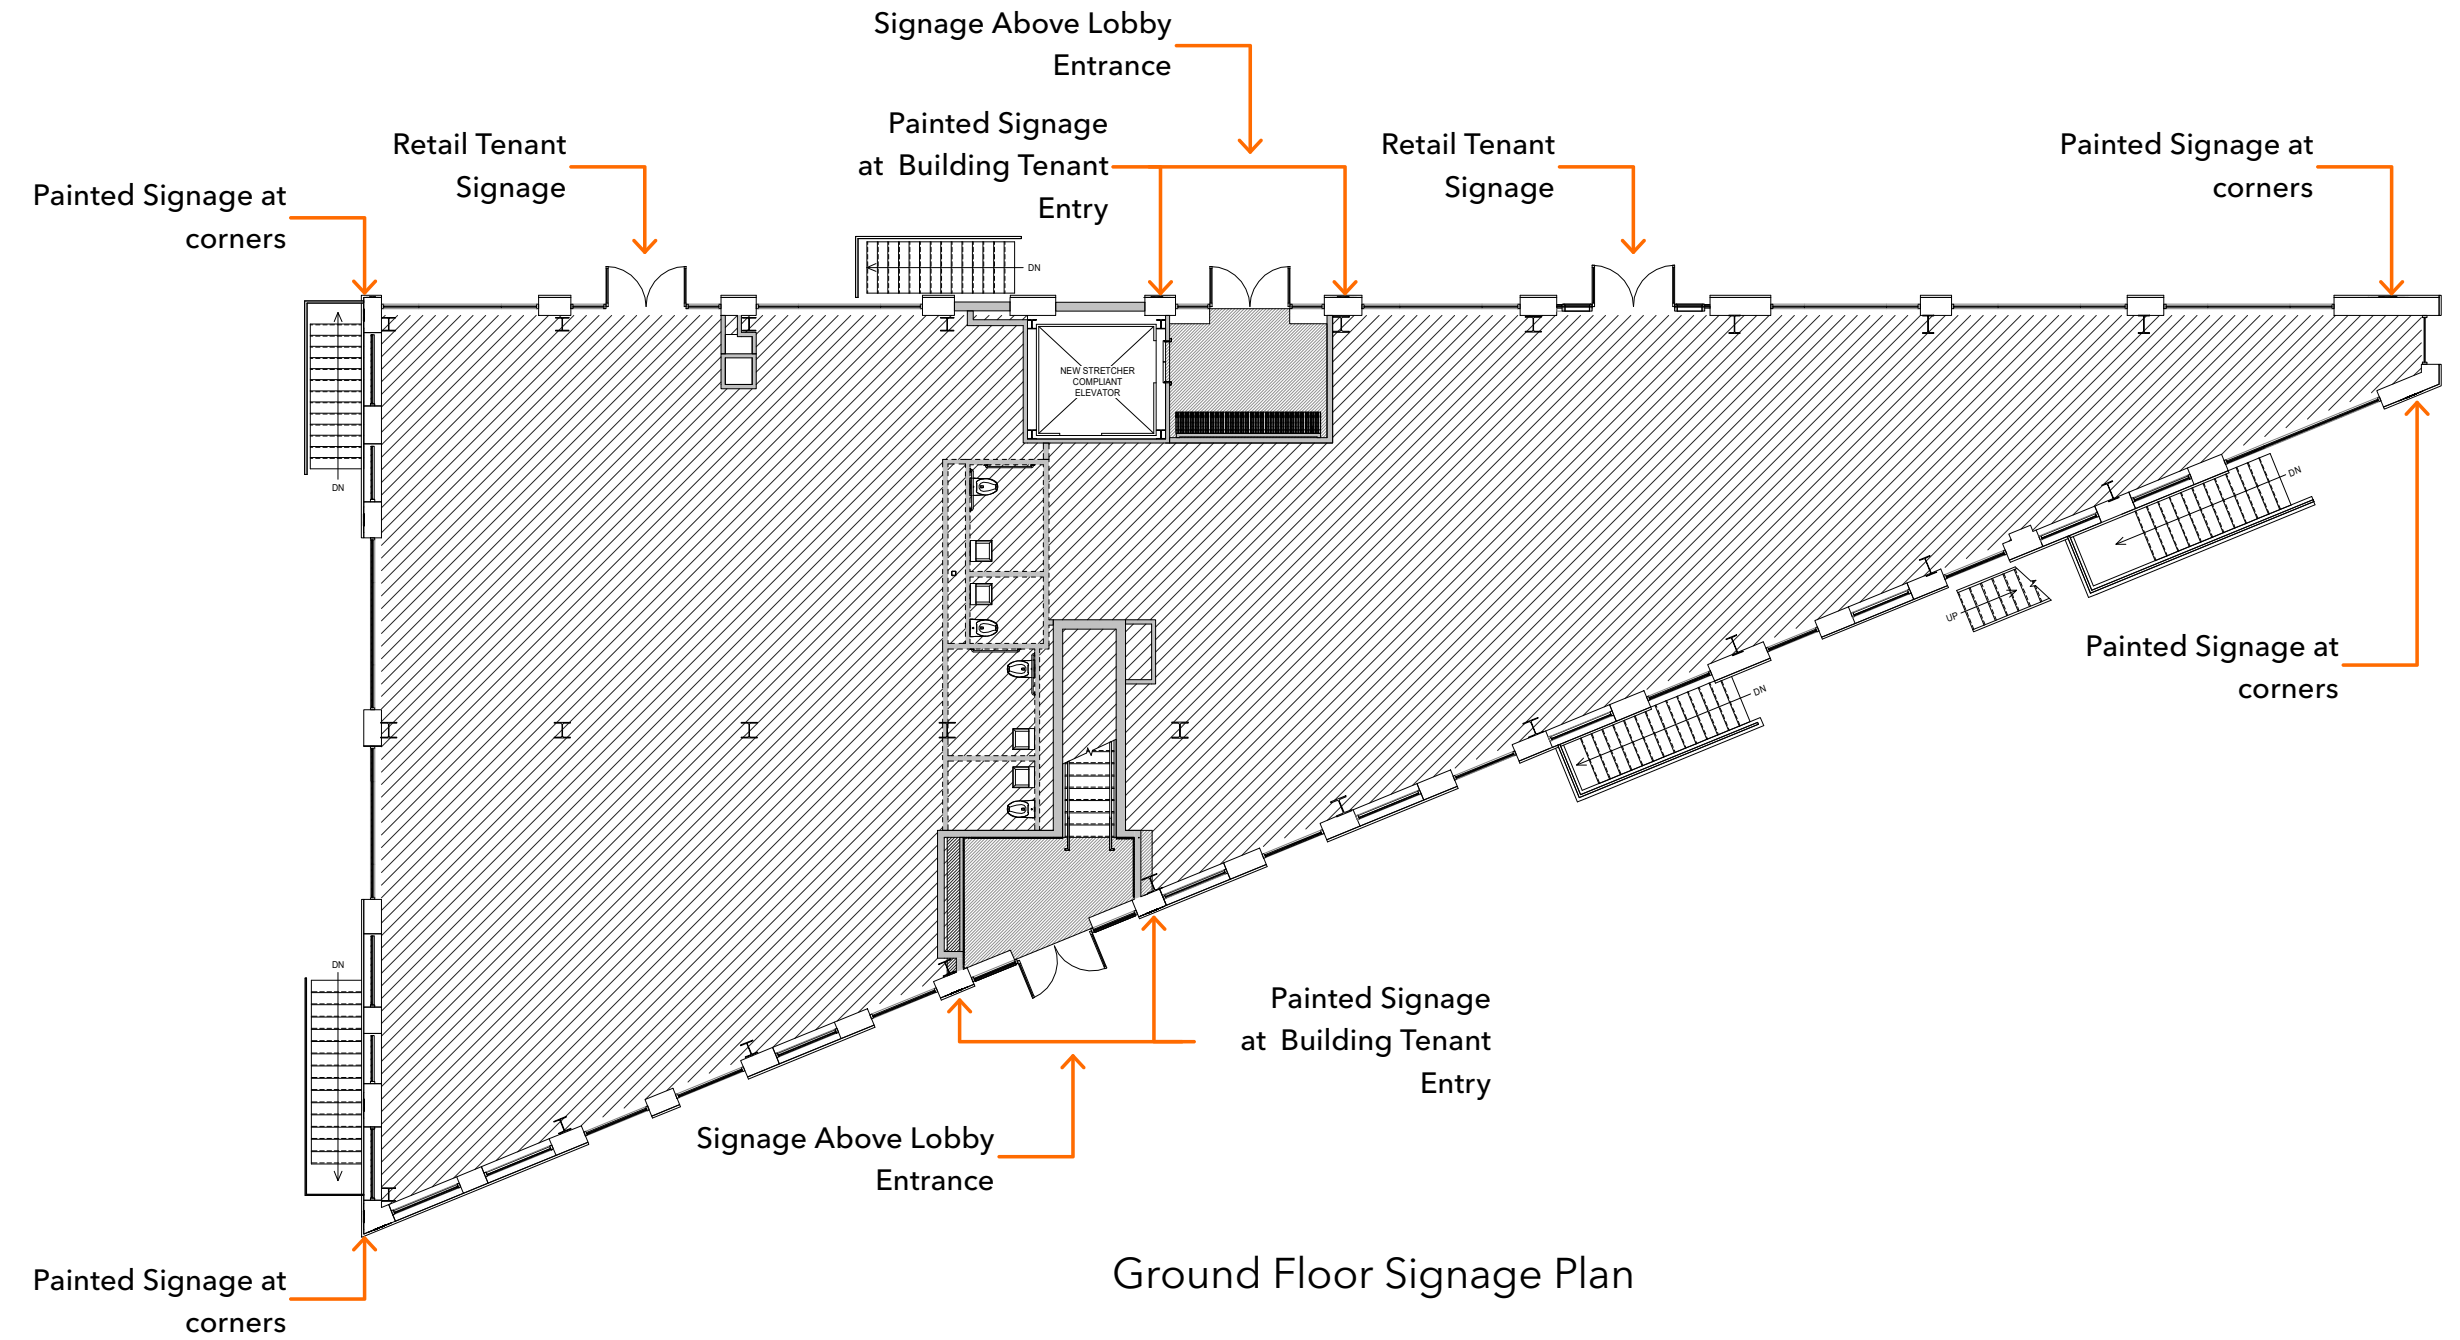 Signage Above Lobby
Entrance
Painted Signage
at Building Tenant
Entry
Retail Tenant
Signage
Retail Tenant
Signage
Painted Signage at
corners
Painted Signage at
corners
DN
DN
NEW STRETCHER
COMPLIANT
ELEVATOR
DN
UP
Painted Signage at
corners
DN
DN
Painted Signage
at Building Tenant
Entry
Signage Above Lobby
Entrance
Ground Floor Signage Plan
Painted Signage at
corners